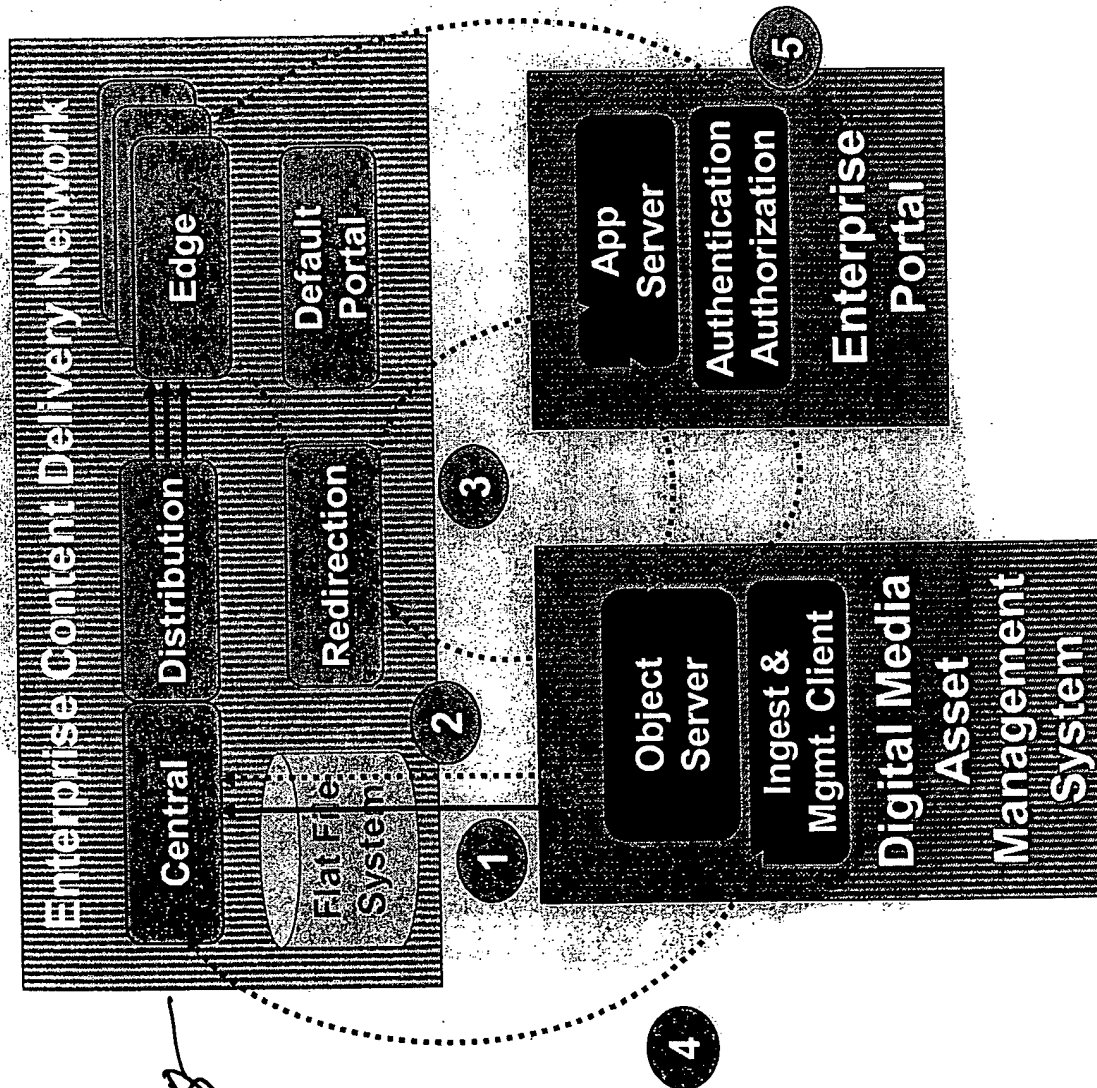 Enterprise Content Delivery Network
Central
Distribution
Edge
Flat File
System
Redirection
Default
Portal
1
2
3
4
5
Object
Server
Ingest &
Mgmt. Client
Digital Media
Asset
Management
System
App
Server
Authentication
Authorization
Enterprise
Portal